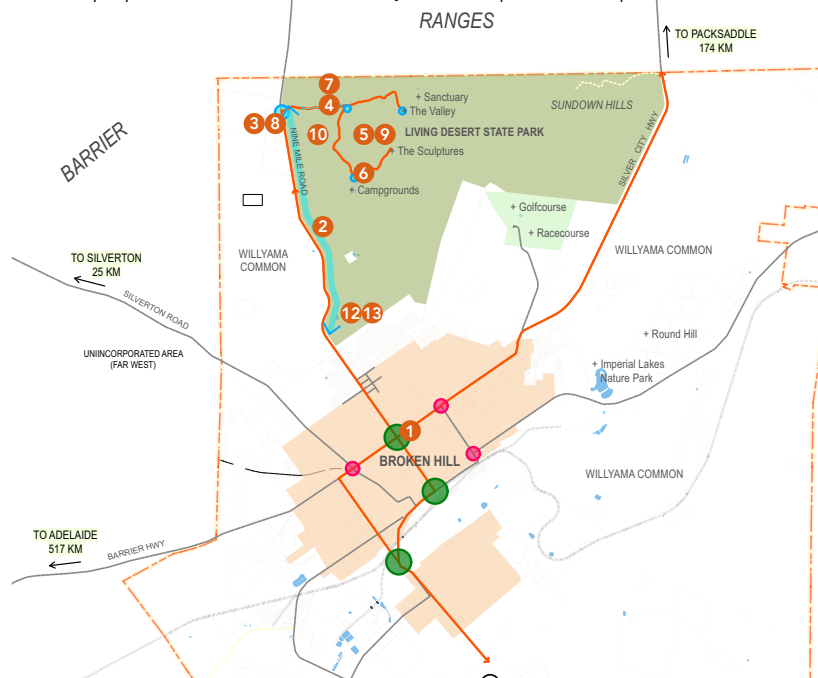 RANGES
TO PACKSADDLE
174 KM
7
+ Sanctuary
4
The Valley
SUNDOWN HILLS
3 8
10
5 9
LIVING DESERT STATE PARK
BARRIER
NINE MILE ROAD
+ The Sculptures
SILVER CITY HWY
6
+ Campgrounds
+ Golfcourse
2
+ Racecourse
WILLYAMA
COMMON
WILLYAMA COMMON
TO SILVERTON
25 KM
SILVERTON ROAD
12 13
+ Round Hill
UNIINCORPORATED AREA
(FAR WEST)
+ Imperial Lakes
Nature Park
1
BROKEN HILL
WILLYAMA COMMON
TO ADELAIDE
517 KM
BARRIER HWY